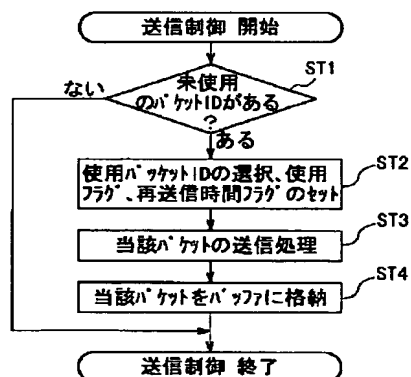 送信制御 開始
ST1
ない
未使用
のパケットIDがある
?
ある
ST2
使用パッケットIDの選択、使用
フラグ、再送信時間フラグのセット
ST3
当該パケットの送信処理
ST4
当該パケットをバッファに格納
送信制御 終了